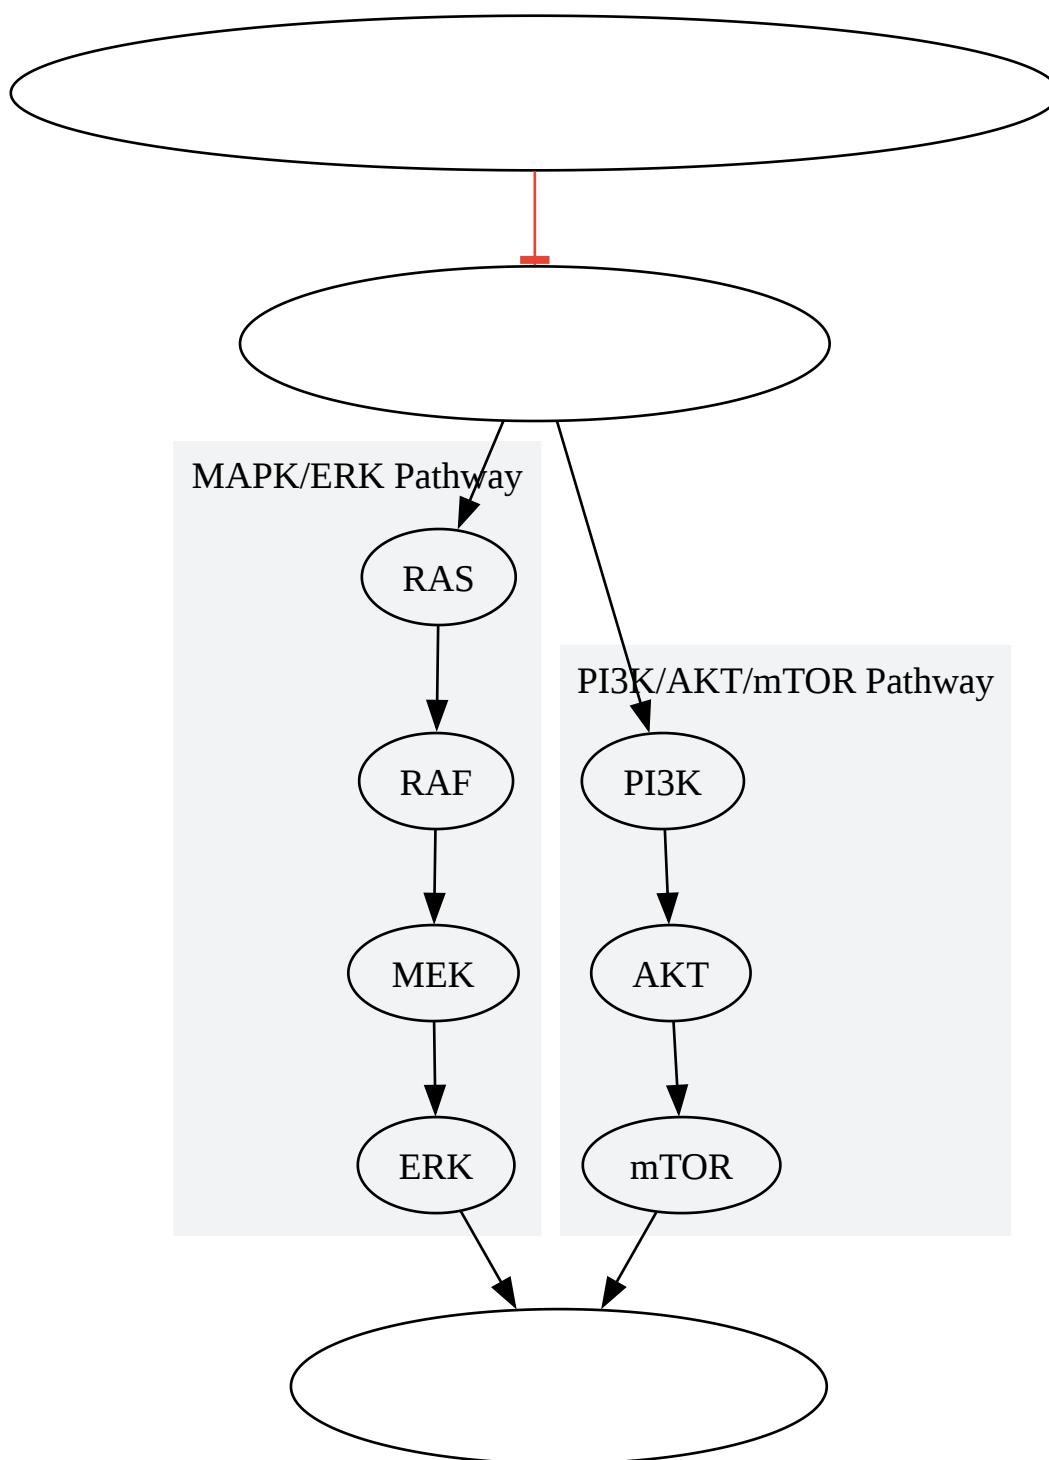 MAPK/ERK Pathway
RAS
PI3K/AKT/mTOR Pathway
RAF
PI3K
MEK
AKT
ERK
mTOR